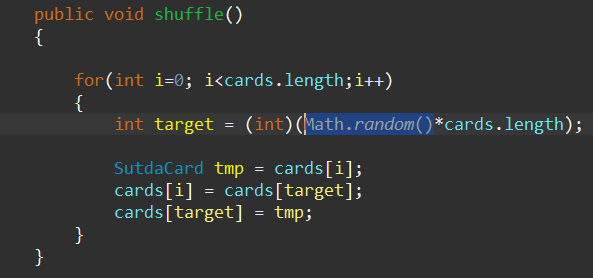 public void shuffle()
{
for(int i=0; i<cards.length;i++)
{
int target = (int)(Math.random()*cards.length);
SutdaCard tmp = cards[i];
cards[i] = cards[target];
cards[target] = tmp;
}
}